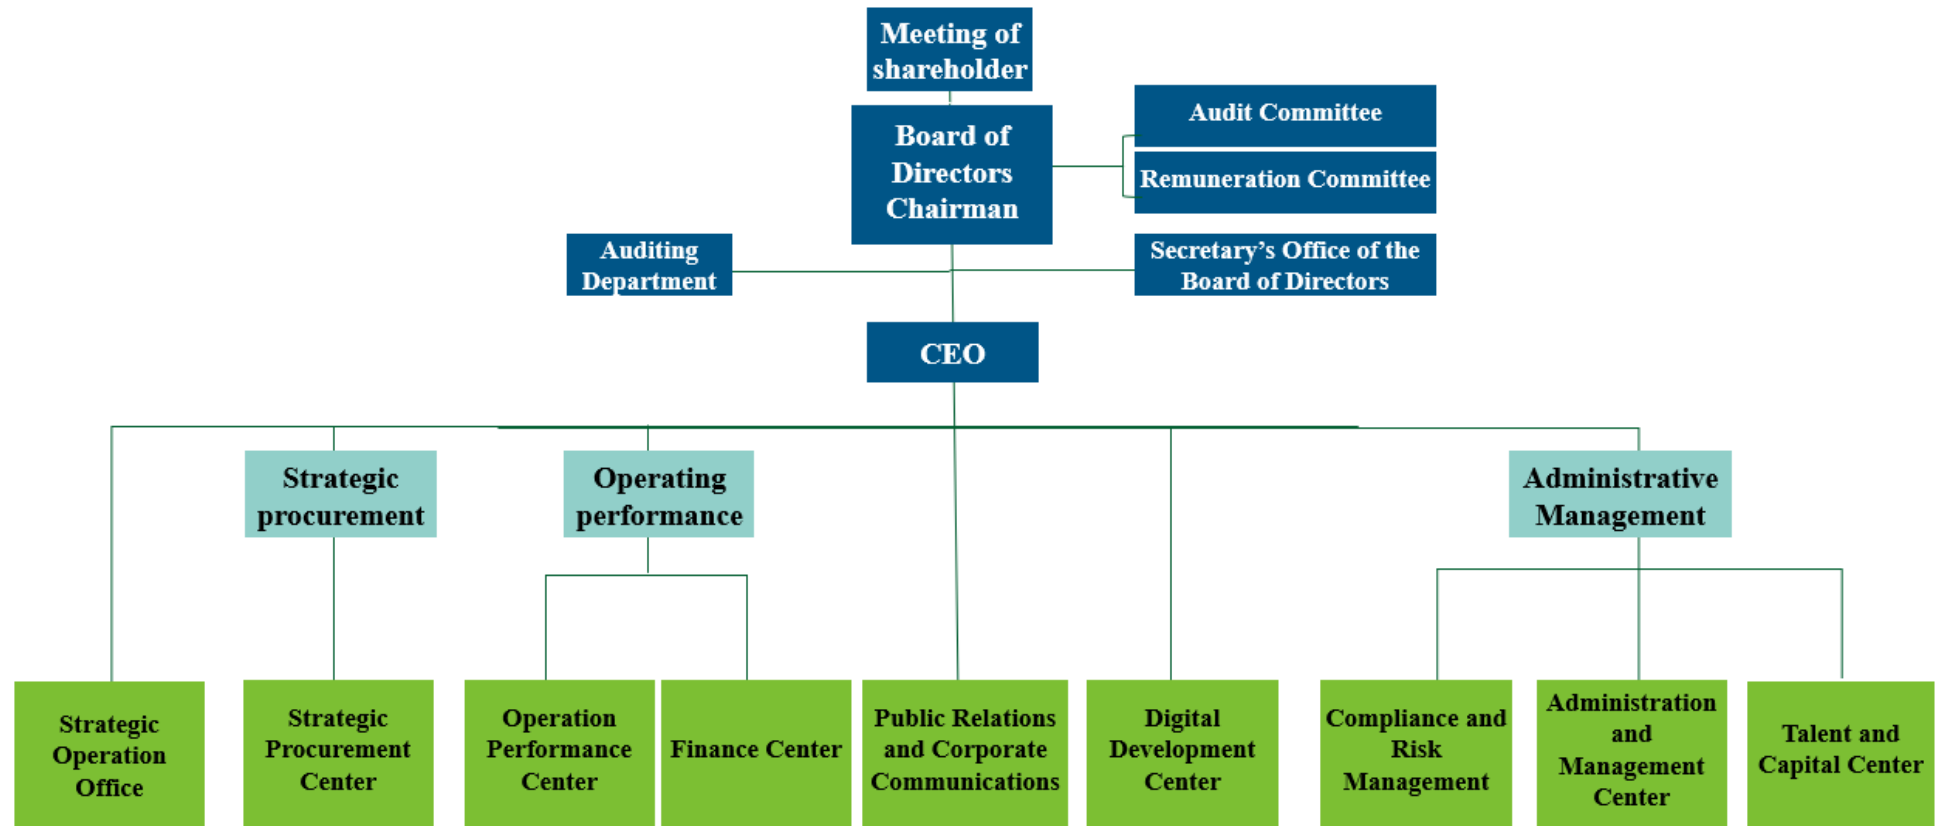 Meeting of
shareholder
Board of
Directors
Chairman
Audit Committee
Remuneration Committee
Auditing
Department
Secretary’s Office of the
Board of Directors
CEO
Strategic
procurement
Operating
performance
Administrative
Management
Strategic
Operation
Office
Strategic
Procurement
Center
Operation
Performance
Center
Finance Center
Public Relations
and Corporate
Communications
Digital
Development
Center
Compliance and
Risk
Management
Administration
and
Management
Center
Talent and
Capital Center